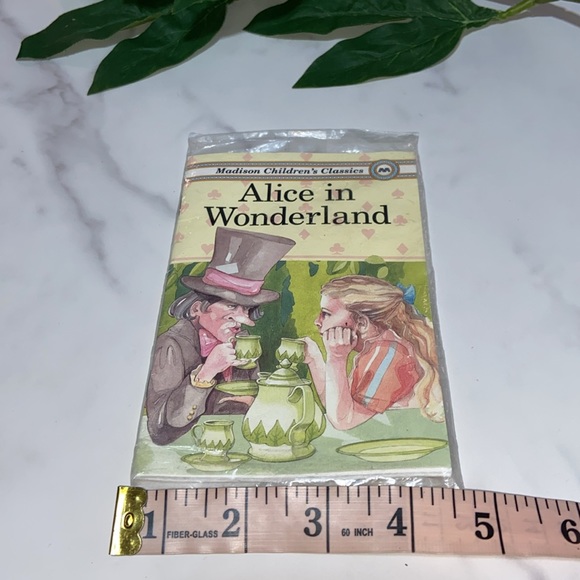 Madison Children's Classics M
Alice in
Wonderland
1 FIBER-GLASS 2 3 60 INCH 4 5 6